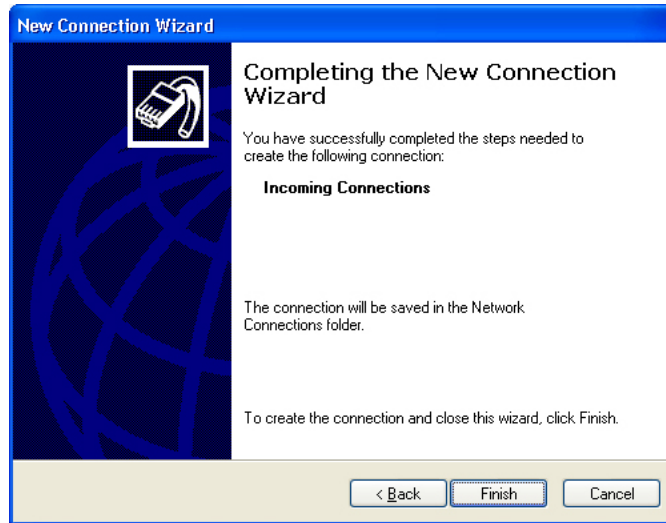 New Connection Wizard
Completing the New Connection
Wizard
You have successfully completed the steps needed to
create the following connection:
Incoming Connections
The connection will be saved in the Network
Connections folder.
To create the connection and close this wizard, click Finish.
< Back
Finish
Cancel